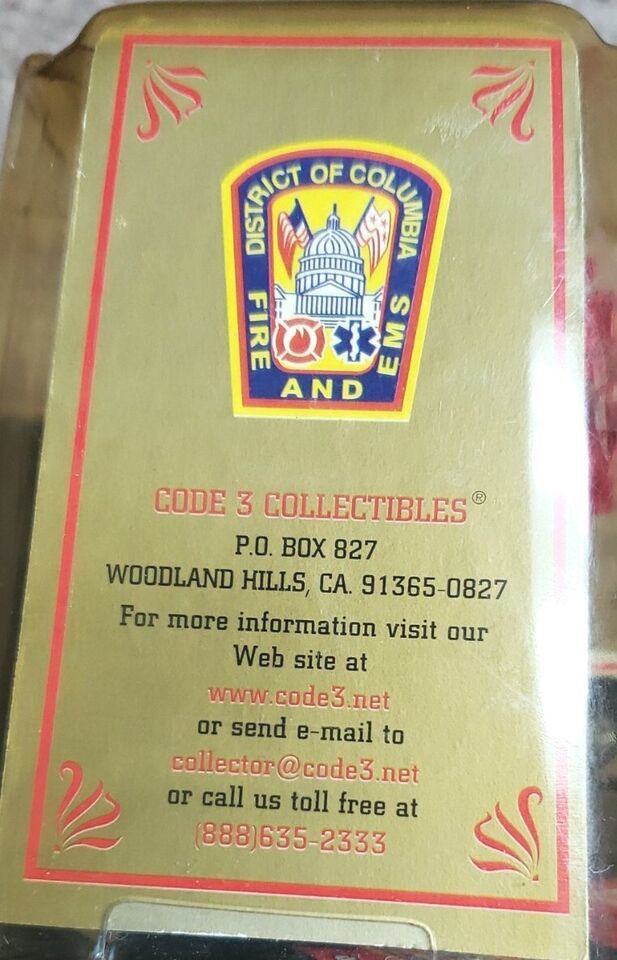 DISTRICT OF COLUMBIA
FIRE AND EMS
CODE 3 COLLECTIBLES®
P.O. BOX 827
WOODLAND HILLS, CA. 91365-0827
For more information visit our
Web site at
www.code3.net
or send e-mail to
collector@code3.net
or call us toll free at
(888)635-2333